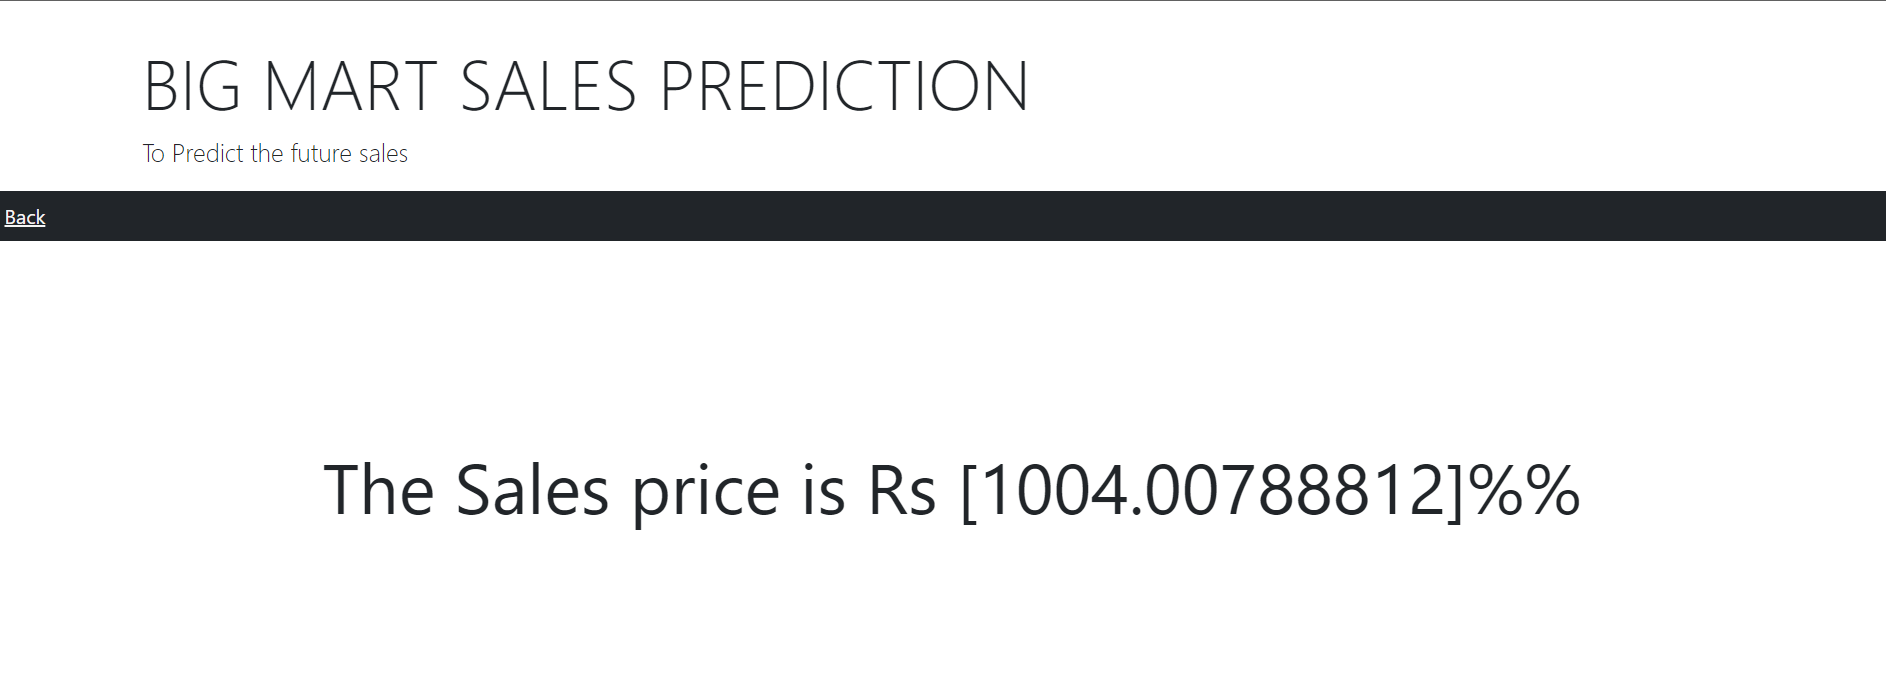 BIG MART SALES PREDICTION
To Predict the future sales
Back
The Sales price is Rs [1004.00788812]%%